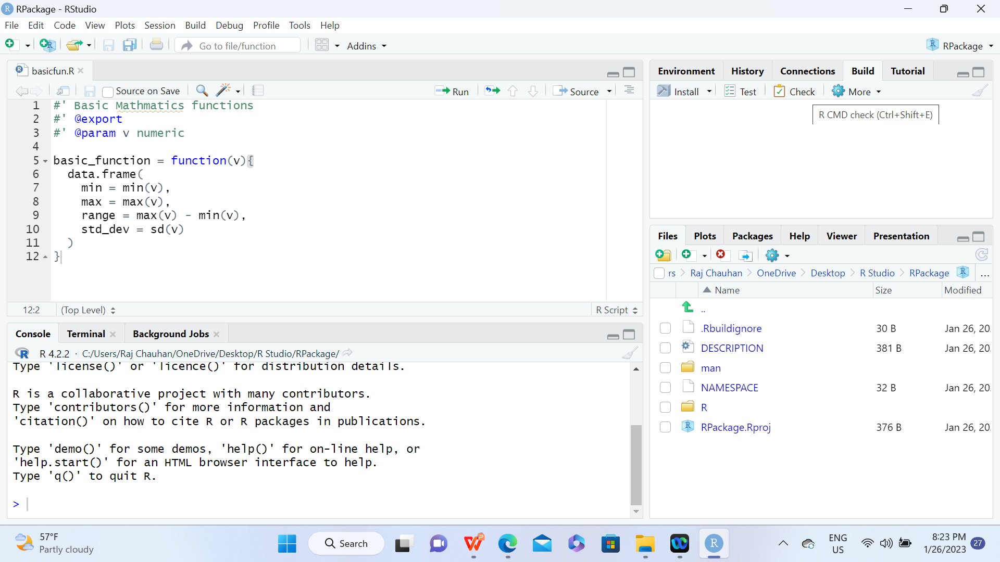 RPackage - RStudio
File Edit Code View Plots Session Build Debug Profile Tools Help
Go to file/function Addins RPackage
basicfun.R
Source on Save Run Source
1 #' Basic Mathmatics functions
2 #' @export
3 #' @param v numeric
4
5 basic_function = function(v){
6 data.frame(
7 min = min(v),
8 max = max(v),
9 range = max(v) - min(v),
10 std_dev = sd(v)
11 )
12 }
12:2 (Top Level) R Script
Console Terminal Background Jobs
R 4.2.2 · C:/Users/Raj Chauhan/OneDrive/Desktop/R Studio/RPackage/
Type 'license()' or 'licence()' for distribution details.
R is a collaborative project with many contributors.
Type 'contributors()' for more information and
'citation()' on how to cite R or R packages in publications.
Type 'demo()' for some demos, 'help()' for on-line help, or
'help.start()' for an HTML browser interface to help.
Type 'q()' to quit R.
>
Environment History Connections Build Tutorial
Install Test Check More
R CMD check (Ctrl+Shift+E)
Files Plots Packages Help Viewer Presentation
rs Raj Chauhan OneDrive Desktop R Studio RPackage ...
Name Size Modified
..
.Rbuildignore 30 B Jan 26, 20
DESCRIPTION 381 B Jan 26, 20
man
NAMESPACE 32 B Jan 26, 20
R
RPackage.Rproj 376 B Jan 26, 20
57°F
Partly cloudy
Search
ENG
US
8:23 PM
1/26/2023
27